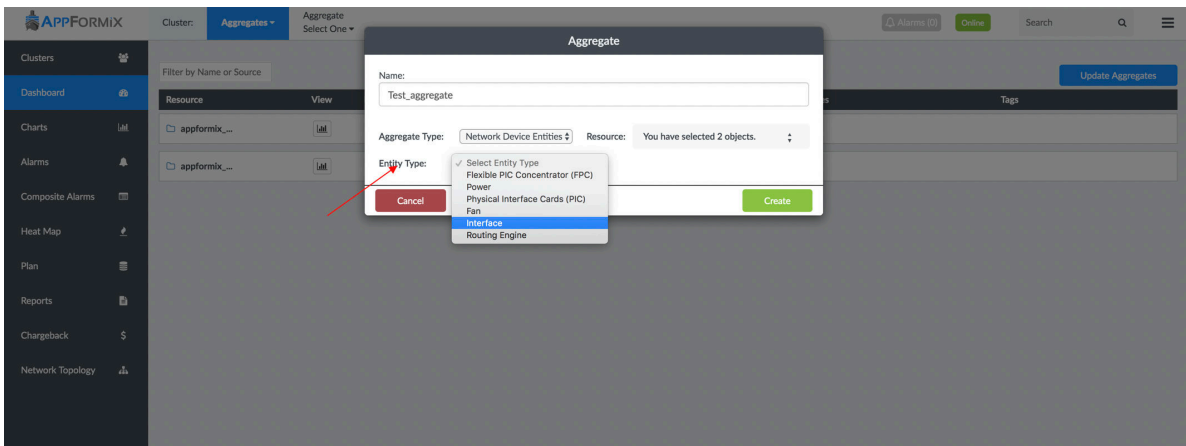 APPFORMIX
Cluster:
Aggregates
Aggregate
Select One
Alarms (0)
Online
Search
Clusters
Dashboard
Charts
Alarms
Composite Alarms
Heat Map
Plan
Reports
Chargeback
Network Topology
Filter by Name or Source
Update Aggregates
Resource
View
Tags
appformix_...
appformix_...
Aggregate
Name:
Test_aggregate
Aggregate Type:
Network Device Entities
Resource:
You have selected 2 objects.
Entity Type:
✓ Select Entity Type
Flexible PIC Concentrator (FPC)
Power
Physical Interface Cards (PIC)
Fan
Interface
Routing Engine
Cancel
Create